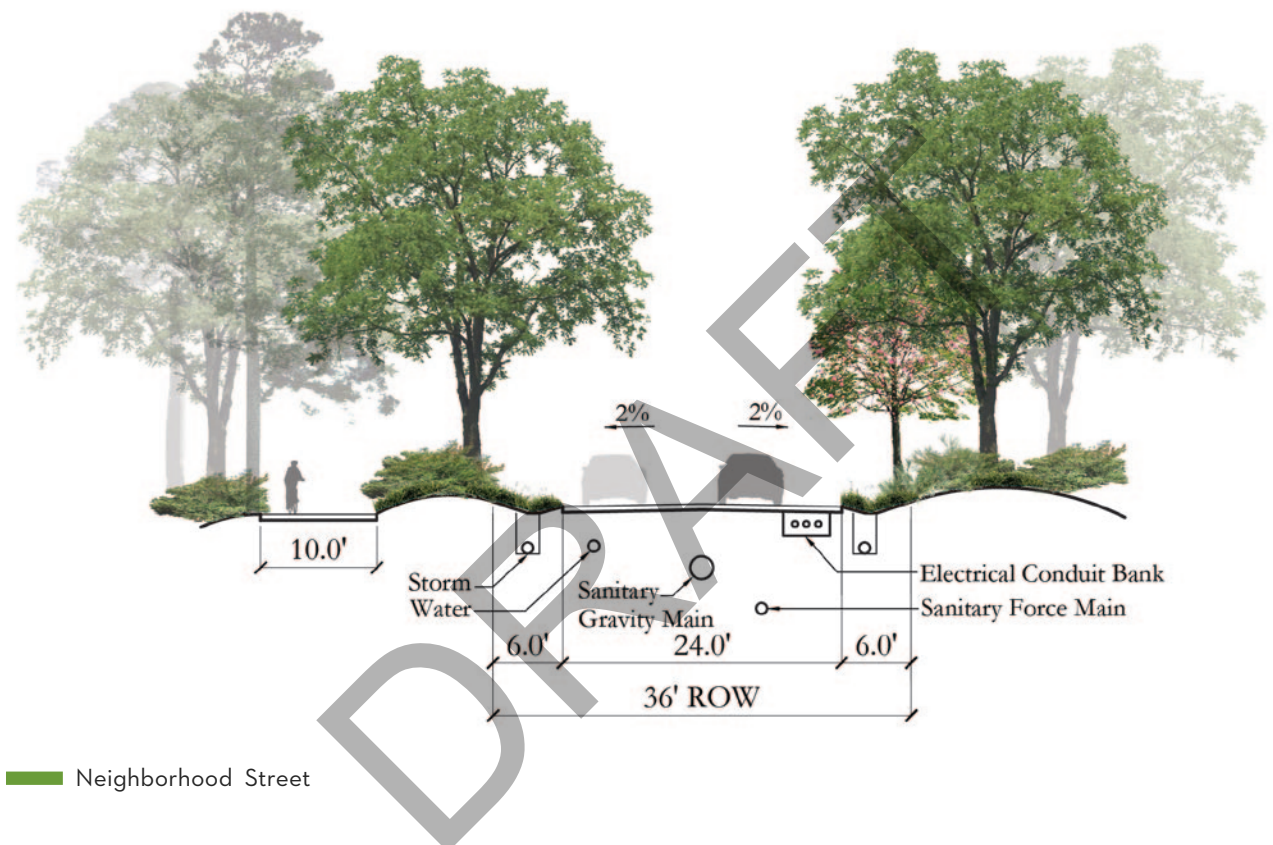 2%
2%
10.0'
Storm
Water
Sanitary
Gravity Main
Electrical Conduit Bank
Sanitary Force Main
6.0'
24.0'
6.0'
36' ROW
Neighborhood Street
DRAFT